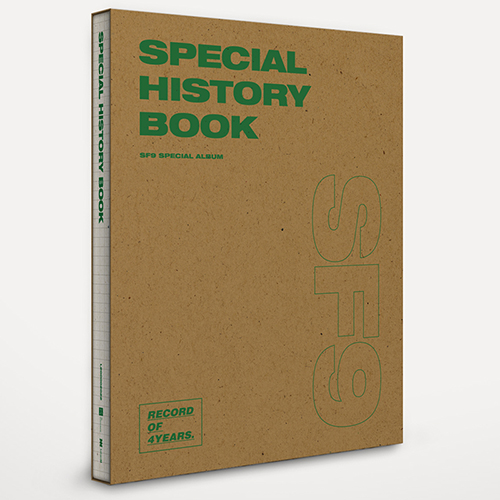 SPECIAL HISTORY BOOK
SPECIAL
HISTORY
BOOK
SF9 SPECIAL ALBUM
SF9
RECORD
OF
4YEARS.